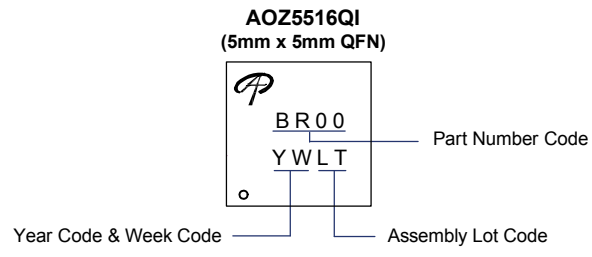 AOZ5516QI
(5mm x 5mm QFN)
BR00
Part Number Code
YWLT
Year Code & Week Code
Assembly Lot Code